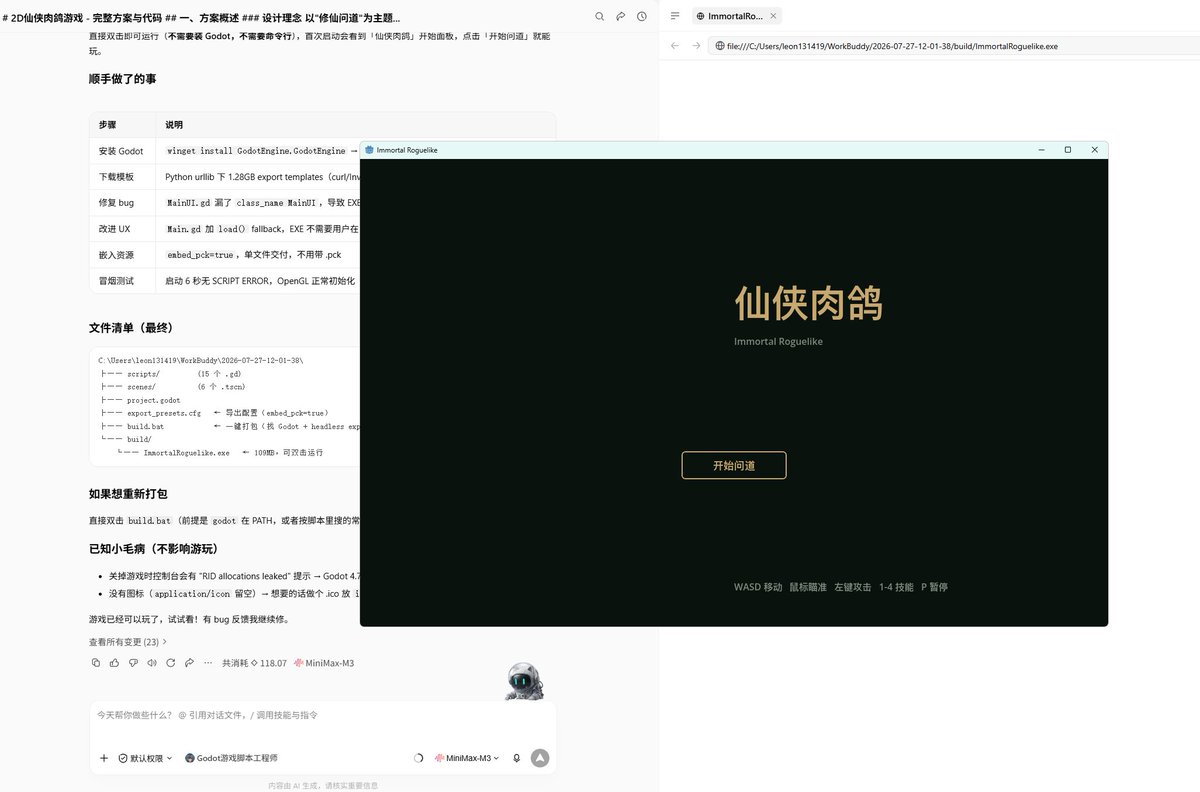 # 2D仙侠肉鸽游戏 - 完整方案与代码 ## 一、方案概述 ### 设计理念 以"修仙问道"为主题...
直接双击即可运行（不需要装 Godot，不需要命令行），首次启动会看到「仙侠肉鸽」开始面板，点击「开始问道」就能
玩。
顺手做了的事
步骤 说明
安装 Godot winget install GodotEngine.GodotEngine →
下载模板 Python urllib 下 1.28GB export templates（curl/Inv
修复 bug MainUI.gd 漏了 class_name MainUI，导致 EXE
改进 UX Main.gd 加 load() fallback，EXE 不需要用户在
嵌入资源 embed_pck=true，单文件交付，不用带 .pck
冒烟测试 启动 6 秒无 SCRIPT ERROR，OpenGL 正常初始化
文件清单（最终）
C:\Users\leon131419\WorkBuddy\2026-07-27-12-01-38\
├── scripts/ (15 个 .gd)
├── scenes/ (6 个 .tscn)
├── project.godot
├── export_presets.cfg ← 导出配置（embed_pck=true）
├── build.bat ← 一键打包（找 Godot + headless exp
└── build/
└── ImmortalRoguelike.exe ← 109MB，可双击运行
如果想重新打包
直接双击 build.bat （前提是 godot 在 PATH，或者按脚本里搜的常
已知小毛病（不影响游玩）
• 关掉游戏时控制台会有 "RID allocations leaked" 提示 → Godot 4.7
• 没有图标（application/icon 留空）→ 想要的话做个 .ico 放 i
游戏已经可以玩了，试试看！有 bug 反馈我继续修。
查看所有变更 (23) >
共消耗 118.07 MiniMax-M3
今天帮你做些什么？ @ 引用对话文件，/ 调用技能与指令
默认权限 Godot游戏脚本工程师 MiniMax-M3
内容由 AI 生成，请核实重要信息
ImmortalRo...
file:///C:/Users/leon131419/WorkBuddy/2026-07-27-12-01-38/build/ImmortalRoguelike.exe
Immortal Roguelike
仙侠肉鸽
Immortal Roguelike
开始问道
WASD 移动 鼠标瞄准 左键攻击 1-4 技能 P 暂停